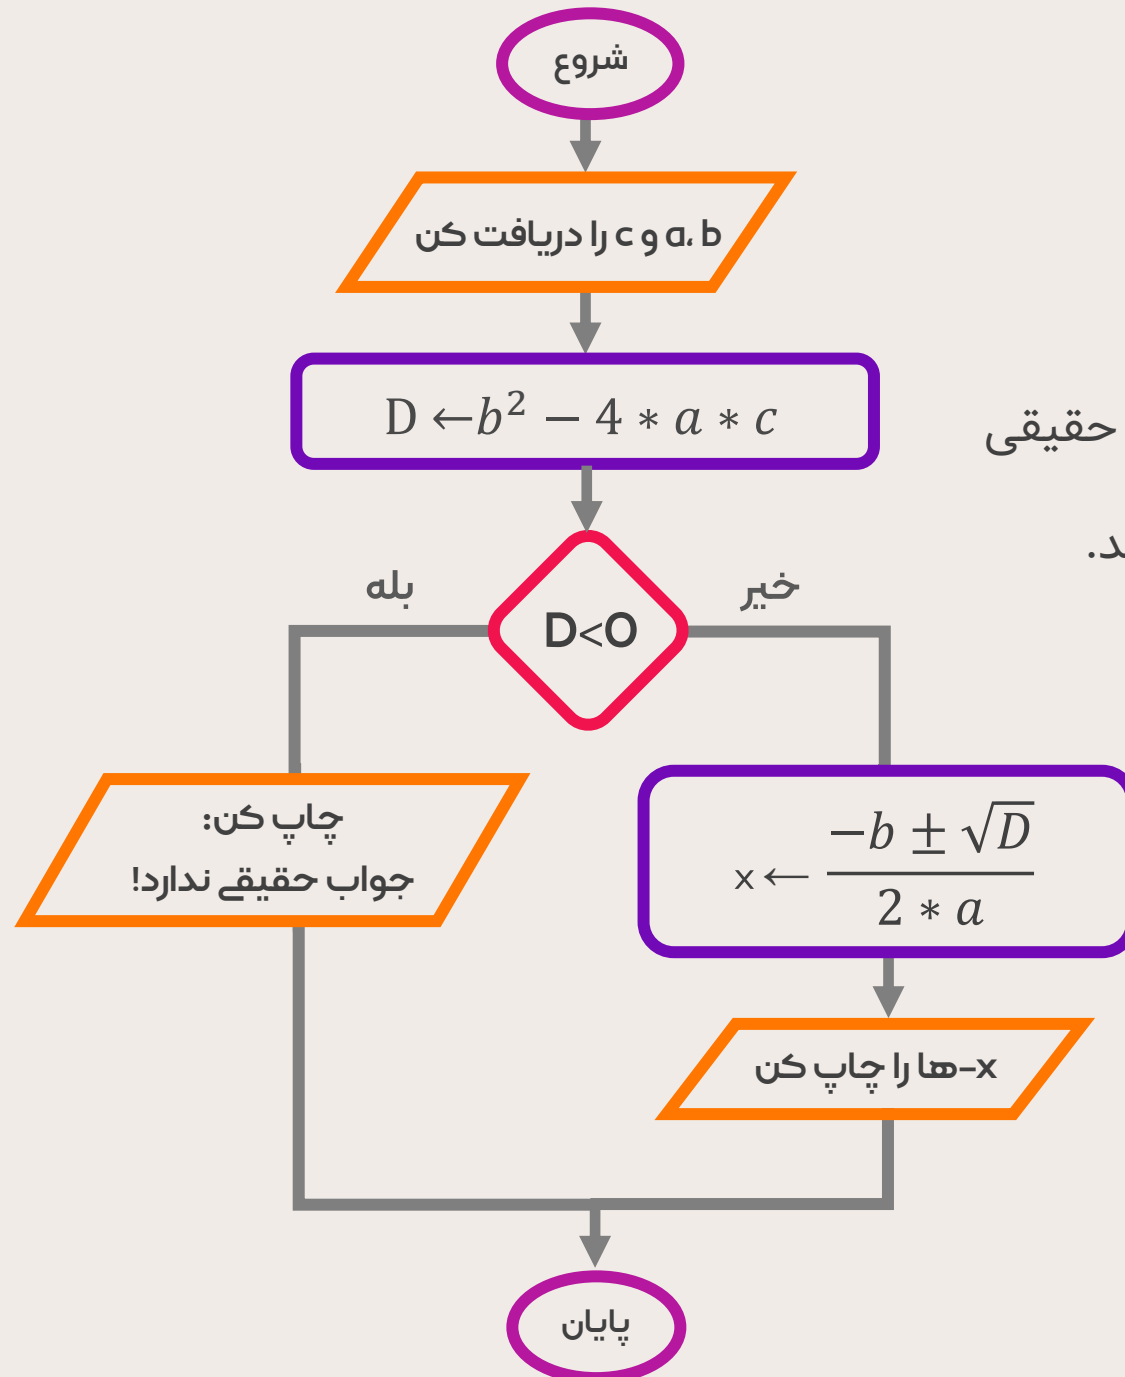 شروع
a، b و c را دریافت کن
D ←b² − 4 * a * c
حقیقی
د.
بله
خیر
D<0
چاپ کن:
جواب حقیقی ندارد!
x ← (−b ± √D) / (2 * a)
x-ها را چاپ کن
پایان